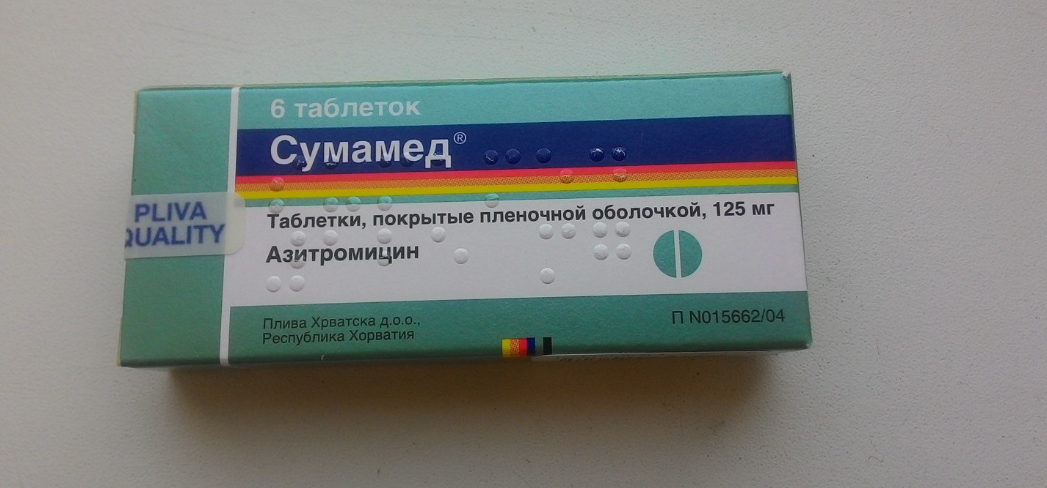 6 таблеток
Сумамед®
PLIVA
QUALITY
Таблетки, покрытые пленочной оболочкой, 125 мг
Азитромицин
Плива Хрватска д.о.о.,
Республика Хорватия
П N015662/04